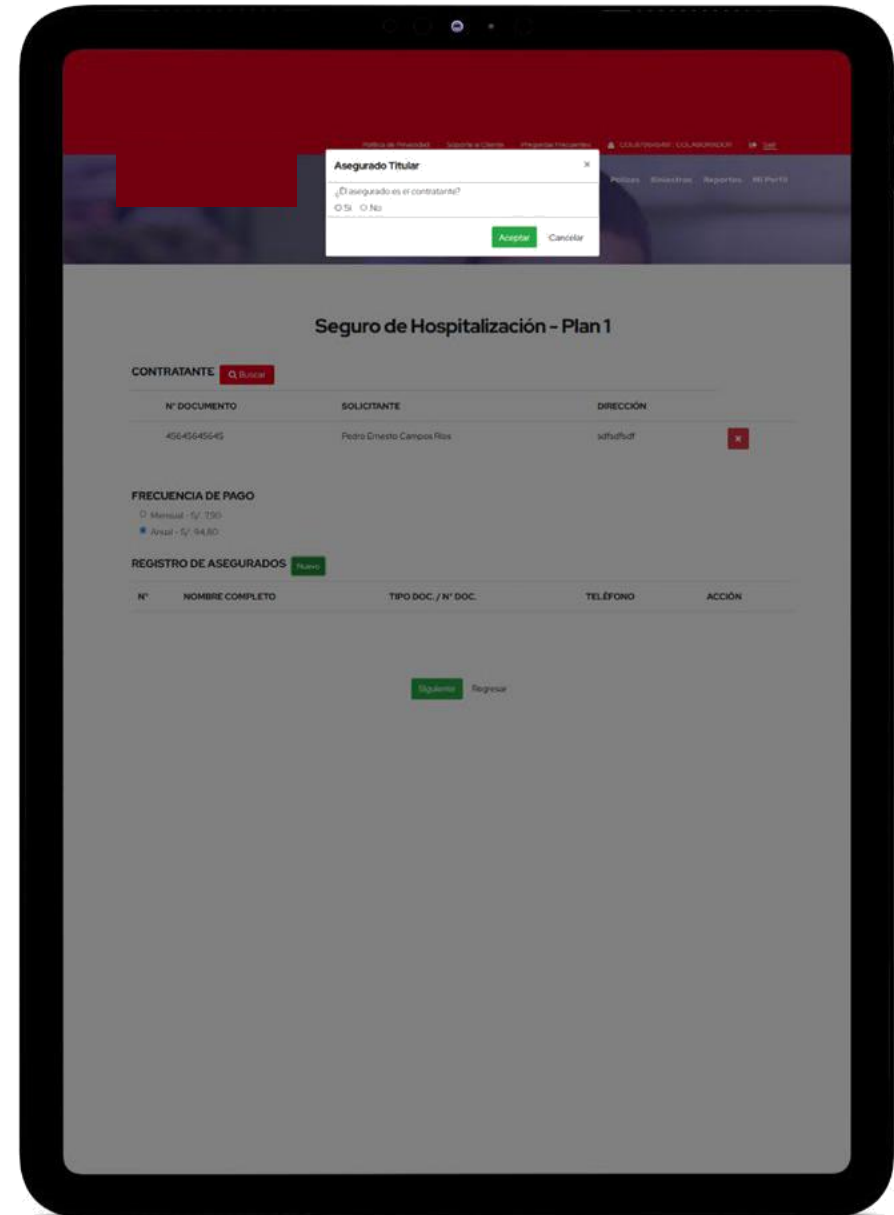 Política de Privacidad Soporte a Cliente Preguntas Frecuentes COLABORADOR Salir
Asegurado Titular ×
Pólizas Siniestros Reportes Mi Perfil
¿El asegurado es el contratante?
Si No
Aceptar Cancelar
Seguro de Hospitalización - Plan 1
CONTRATANTE Buscar
N° DOCUMENTO SOLICITANTE DIRECCIÓN
45645645645 Pedro Ernesto Campos Rios sdfsdfsdf ×
FRECUENCIA DE PAGO
Mensual - S/. 7,90
Anual - S/. 94,80
REGISTRO DE ASEGURADOS Nuevo
N° NOMBRE COMPLETO TIPO DOC. / N° DOC. TELÉFONO ACCIÓN
Siguiente Regresar